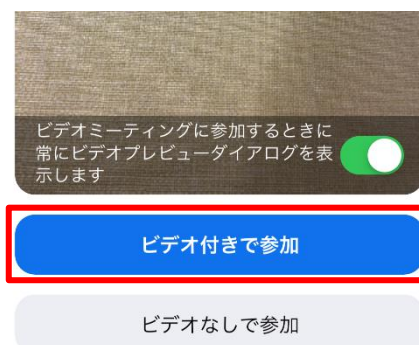 ビデオミーティングに参加するときに
常にビデオプレビューダイアログを表
示します
ビデオ付きで参加
ビデオなしで参加